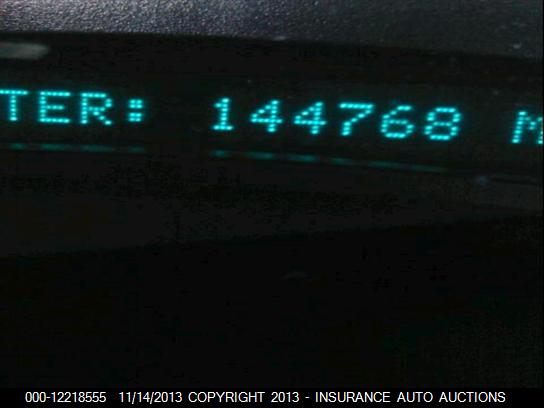 TER: 144768 M
000-12218555 11/14/2013 COPYRIGHT 2013 - INSURANCE AUTO AUCTIONS